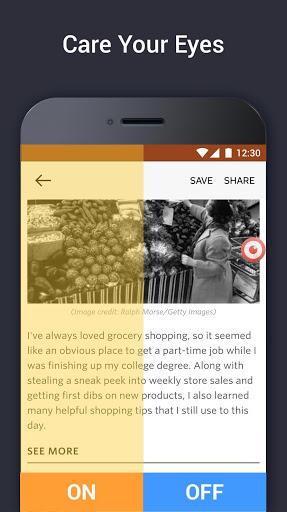 Care Your Eyes
12:30
SAVE SHARE
(Image credit: Ralph Morse/Getty Images)
I've always loved grocery shopping, so it seemed
like an obvious place to get a part-time job while I
was finishing up my college degree. Along with
stealing a sneak peek into weekly store sales and
getting first dibs on new products, I also learned
many helpful shopping tips that I still use to this
day.
SEE MORE
ON OFF